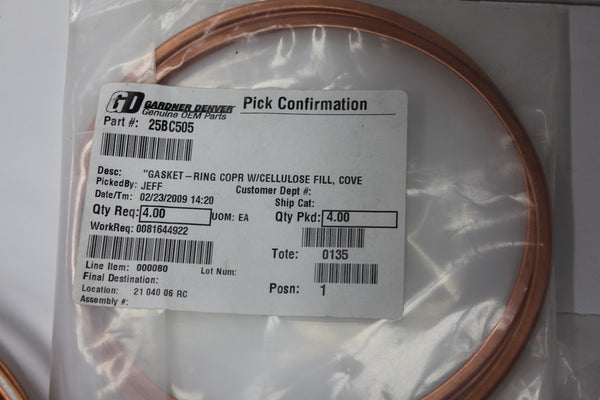 GD GARDNER DENVER Pick Confirmation
Genuine OEM Parts
Part #: 25BC505
Desc: "GASKET-RING COPR W/CELLULOSE FILL, COVE
PickedBy: JEFF Customer Dept #:
Date/Tm: 02/23/2009 14:20 Ship Cat:
Qty Req: 4.00 UOM: EA Qty Pkd: 4.00
WorkReq: 0081644922
Tote: 0135
Line Item: 000080 Lot Num:
Final Destination:
Location: 21 040 06 RC Posn: 1
Assembly #: